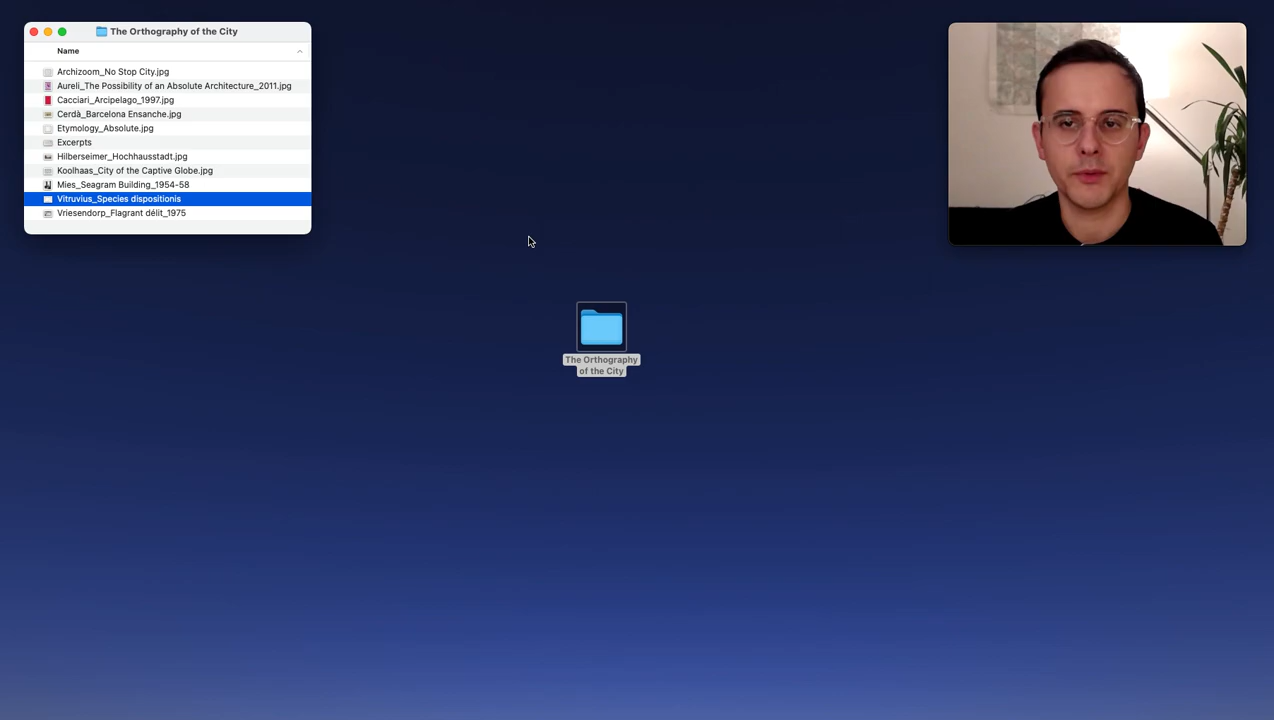 The Orthography of the City
Name
Archizoom_No Stop City.jpg
Aureli_The Possibility of an Absolute Architecture_2011.jpg
Cacciari_Arcipelago_1997.jpg
Cerdà_Barcelona Ensanche.jpg
Etymology_Absolute.jpg
Excerpts
Hilberseimer_Hochhausstadt.jpg
Koolhaas_City of the Captive Globe.jpg
Mies_Seagram Building_1954-58
Vitruvius_Species dispositionis
Vriesendorp_Flagrant délit_1975
The Orthography
of the City